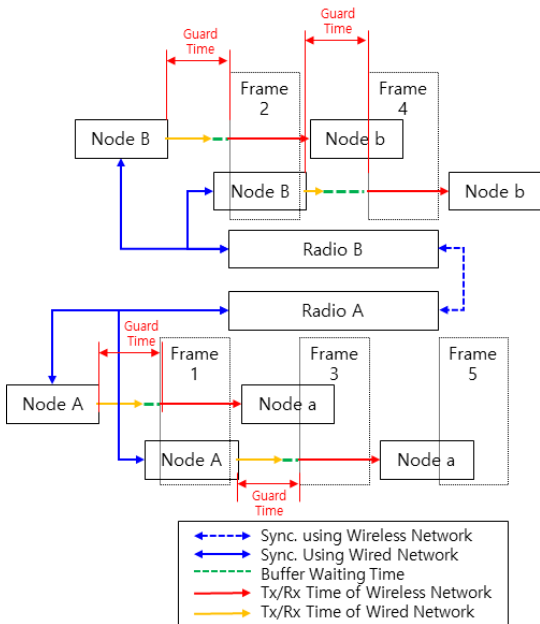 Guard
Time
Guard
Time
Frame
2
Frame
4
Node B
Node b
Node B
Node b
Radio B
Radio A
Guard
Time
Frame
1
Frame
3
Frame
5
Node A
Node a
Node A
Node a
Guard
Time
Sync. using Wireless Network
Sync. Using Wired Network
Buffer Waiting Time
Tx/Rx Time of Wireless Network
Tx/Rx Time of Wired Network